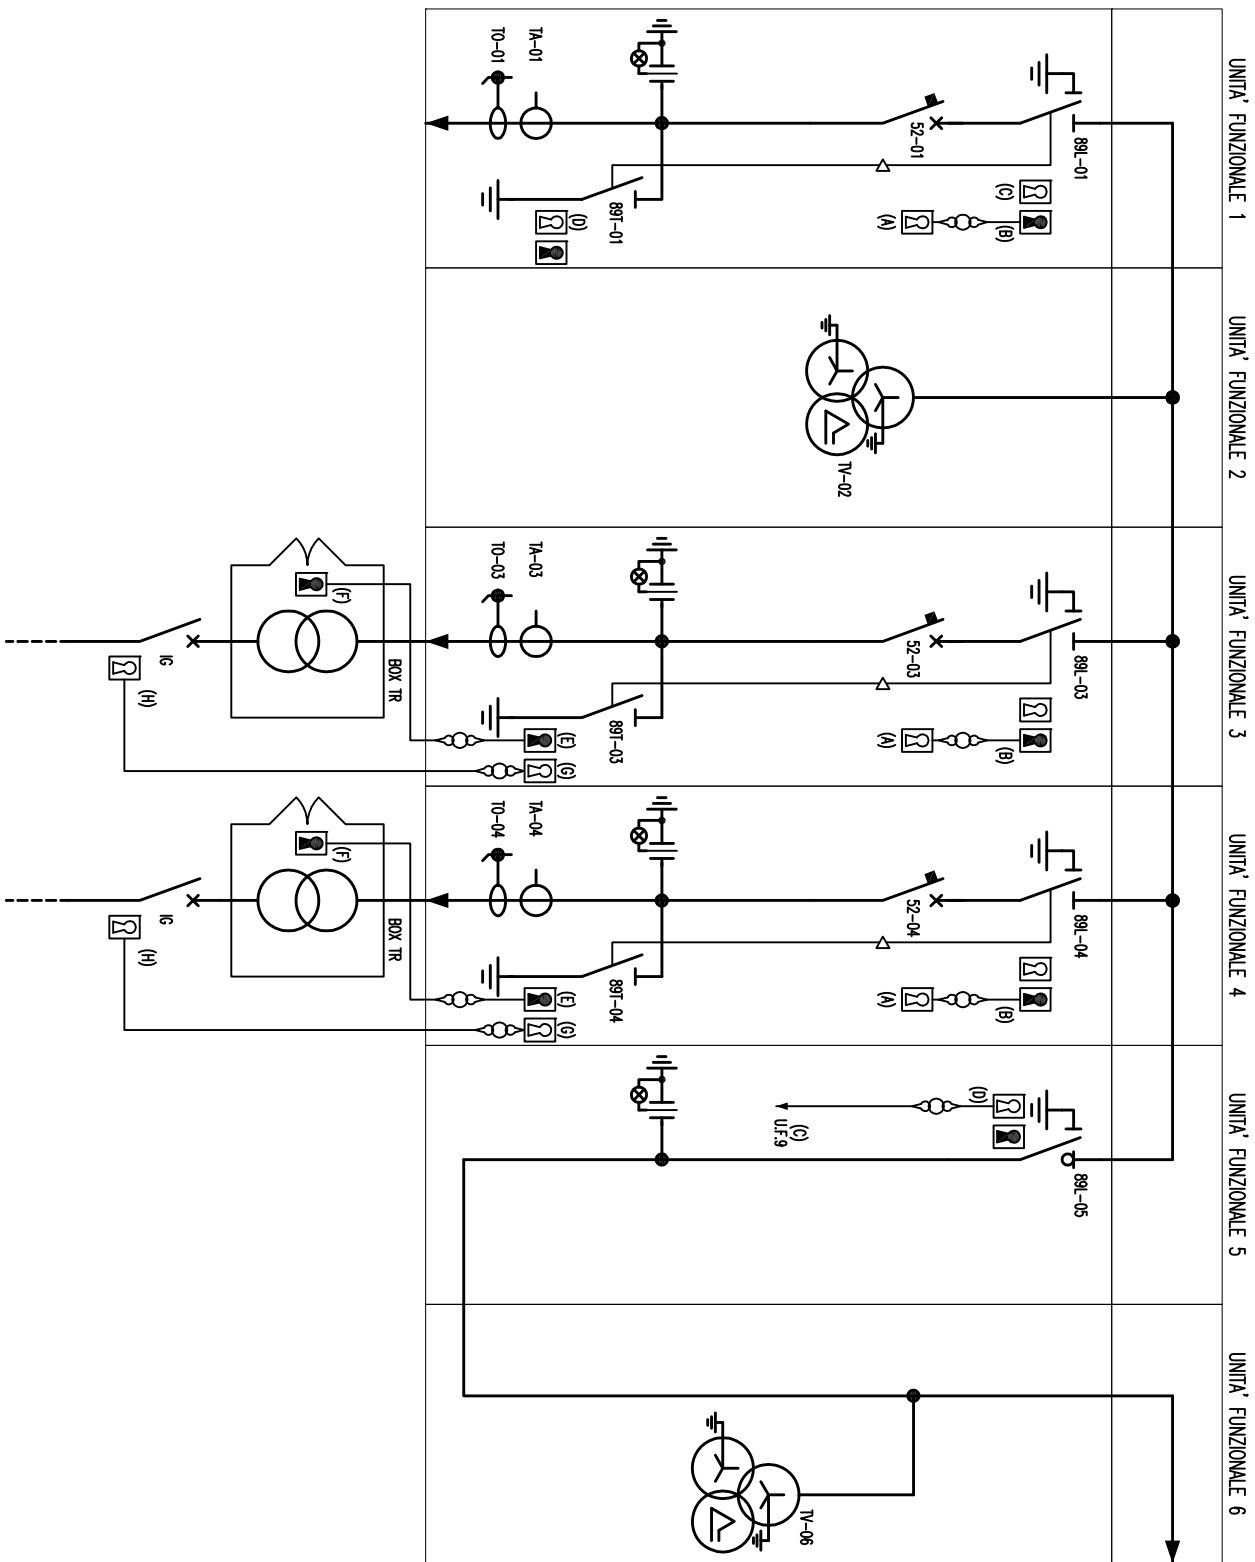 UNITA' FUNZIONALE 1
UNITA' FUNZIONALE 2
UNITA' FUNZIONALE 3
UNITA' FUNZIONALE 4
UNITA' FUNZIONALE 5
UNITA' FUNZIONALE 6
89L-01
(C)
(B)
(A)
52-01
89T-01
(D)
TA-01
TO-01
TV-02
89L-03
(B)
(A)
52-03
89T-03
TA-03
TO-03
(E)
(G)
(F)
BOX TR
IG
(H)
89L-04
(B)
(A)
52-04
89T-04
TA-04
TO-04
(E)
(G)
(F)
BOX TR
IG
(H)
89L-05
(D)
(C)
U.F.9
TV-06